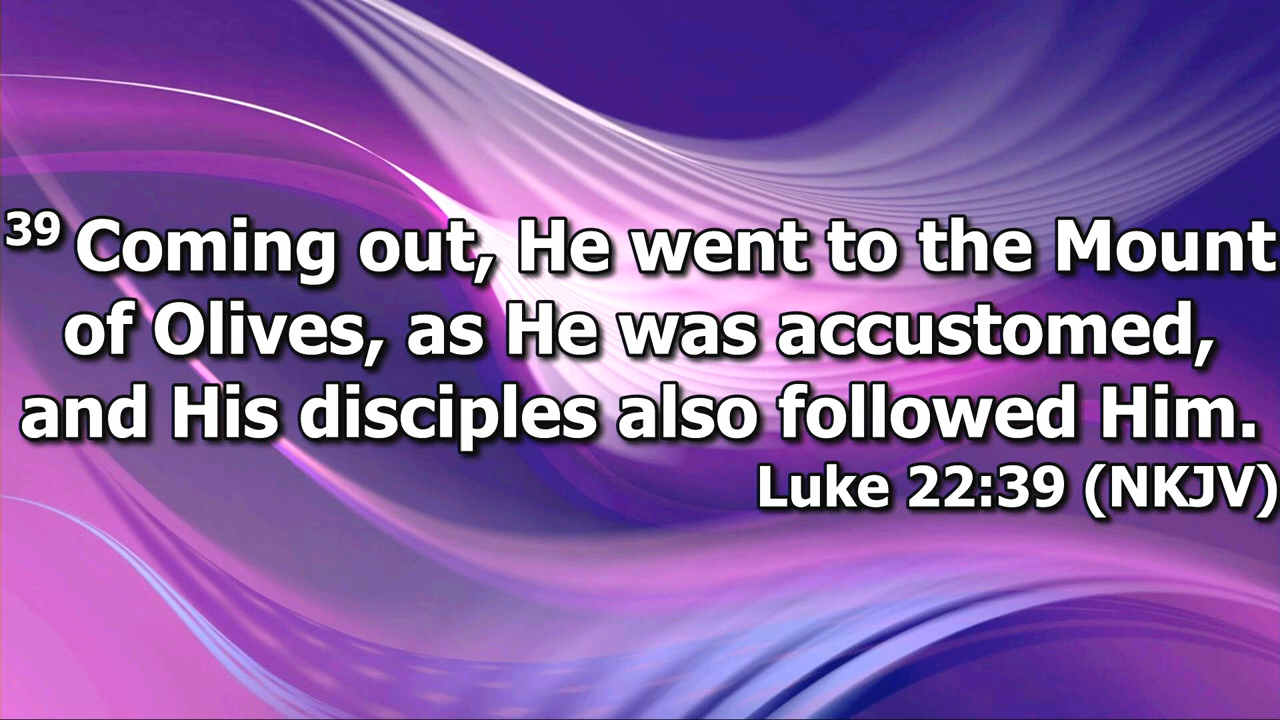 39 Coming out, He went to the Mount
of Olives, as He was accustomed,
and His disciples also followed Him.
Luke 22:39 (NKJV)